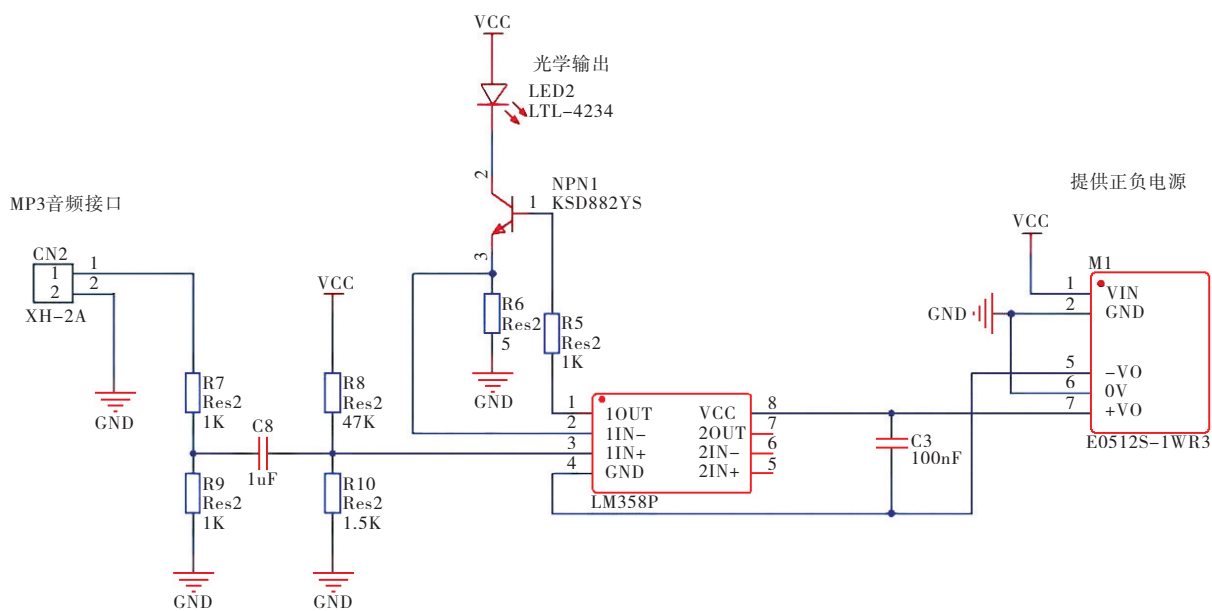 VCC
光学输出
LED2
LTL-4234
2
NPN1
KSD882YS
1
3
MP3音频接口
CN2
1 1
2 2
XH-2A
GND
VCC
R6
Res2
5
GND
R5
Res2
1K
R7
Res2
1K
R8
Res2
47K
C8
1uF
R9
Res2
1K
R10
Res2
1.5K
GND
GND
1 1OUT VCC 8
2 1IN- 2OUT 7
3 1IN+ 2IN- 6
4 GND 2IN+ 5
LM358P
C3
100nF
提供正负电源
VCC
M1
1 VIN
GND 2 GND
5 -VO
6 0V
7 +VO
E0512S-1WR3